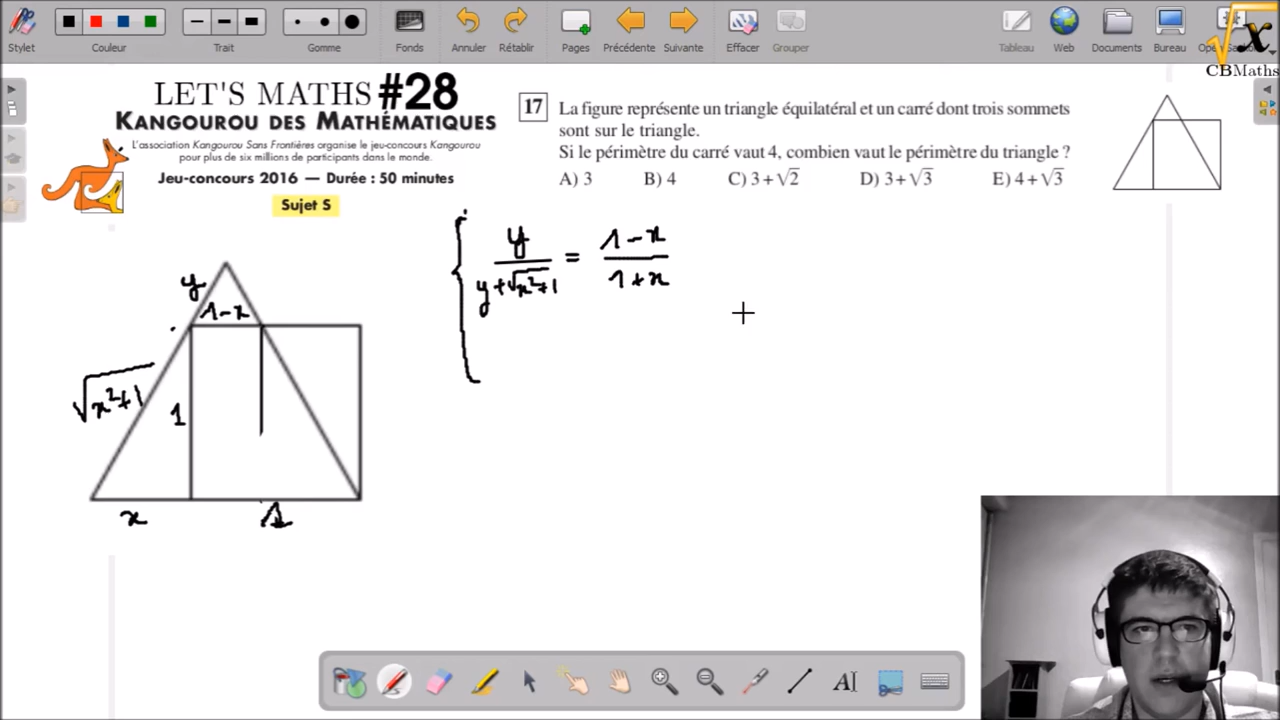 Stylet
Couleur
Trait
Gomme
Fonds
Annuler
Rétablir
Pages
Précédente
Suivante
Effacer
Grouper
Tableau
Web
Documents
Bureau
CBMaths
LET'S MATHS #28
KANGOUROU DES MATHÉMATIQUES
L'association Kangourou Sans Frontières organise le jeu-concours Kangourou
pour plus de six millions de participants dans le monde.
Jeu-concours 2016 — Durée : 50 minutes
Sujet S
17 La figure représente un triangle équilatéral et un carré dont trois sommets
sont sur le triangle.
Si le périmètre du carré vaut 4, combien vaut le périmètre du triangle ?
A) 3 B) 4 C) 3+√2 D) 3+√3 E) 4+√3
y/(y+√x²+1) = (1-x)/(1+x)
y
1-x
√x²+1
1
x
1
AI